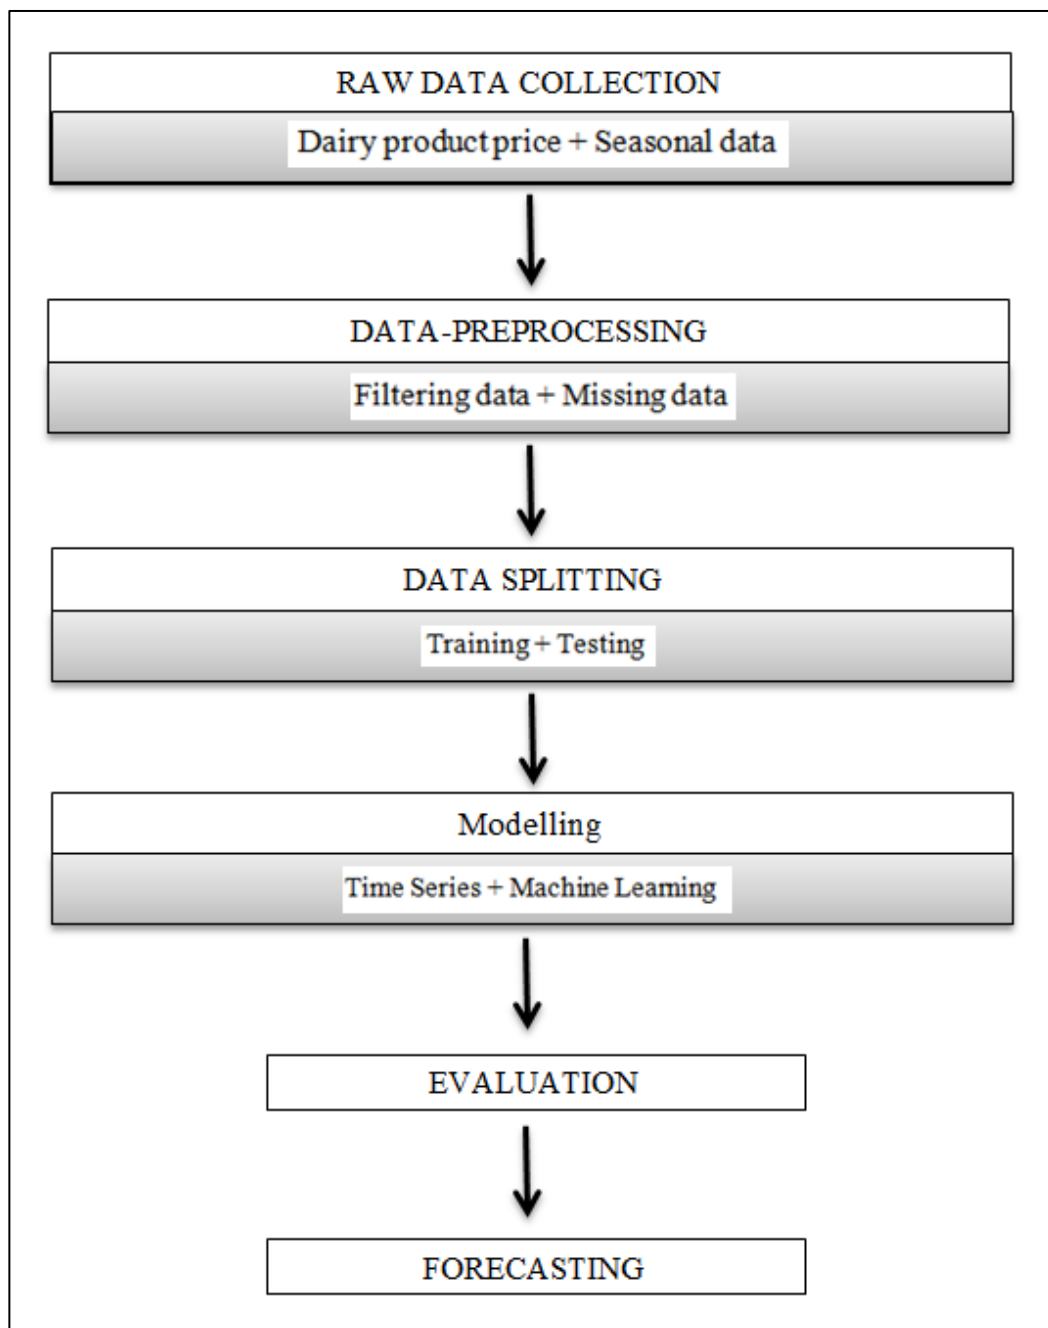 RAW DATA COLLECTION
Dairy product price + Seasonal data
DATA-PREPROCESSING
Filtering data + Missing data
DATA SPLITTING
Training + Testing
Modelling
Time Series + Machine Learning
EVALUATION
FORECASTING